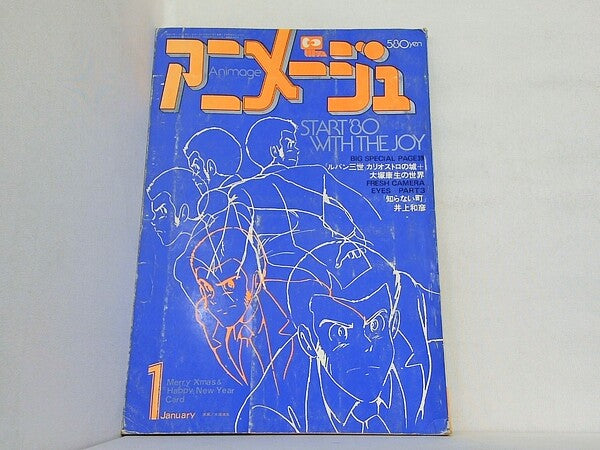 580yen
アニメージュ
Animage
START '80
WITH THE JOY
BIG SPECIAL PAGES
「ルパン三世」カリオストロの城+
大塚康生の世界
FRESH CAMERA
EYES PART3
「知らない町」
井上和彦
1
January
Merry Xmas &
Happy New Year
Card